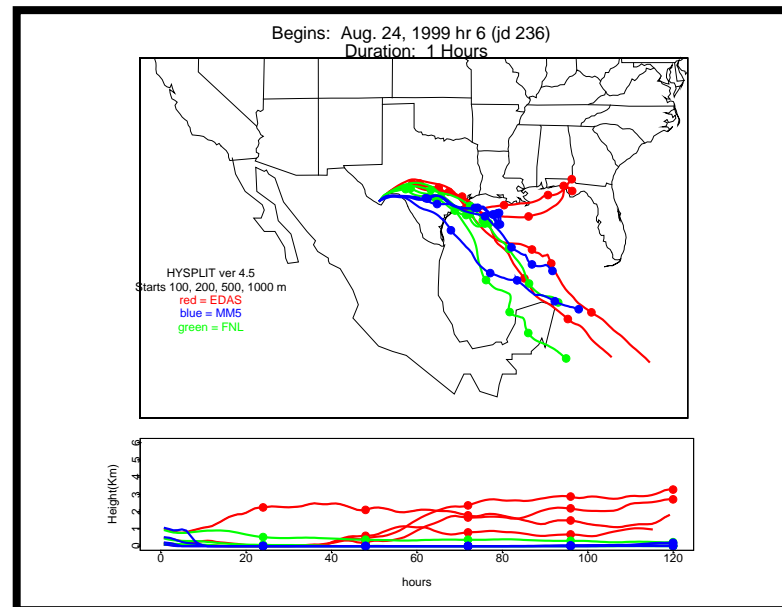 Begins: Aug. 24, 1999 hr 6 (jd 236)
Duration: 1 Hours
HYSPLIT ver 4.5
Starts 100, 200, 500, 1000 m
red = EDAS
blue = MM5
green = FNL
Height(Km)
6
5
4
3
2
1
0
0 20 40 60 80 100 120
hours